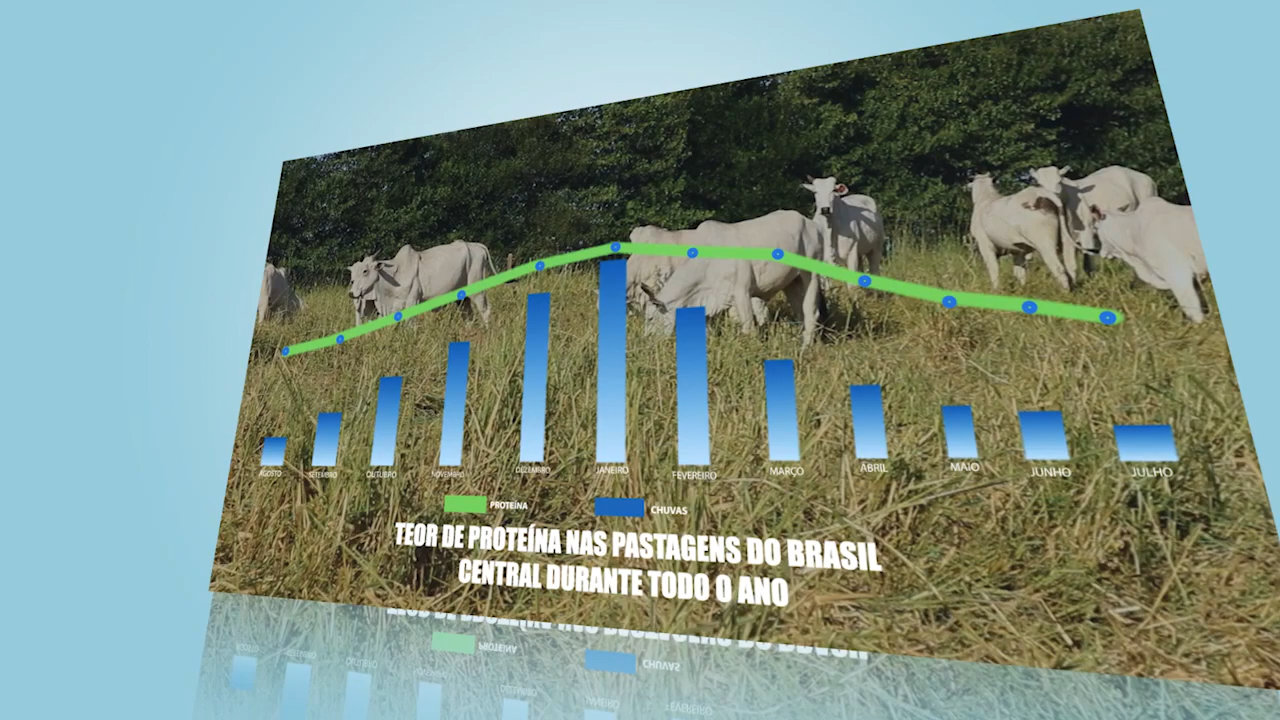 AGOSTO SETEMBRO OUTUBRO NOVEMBRO DEZEMBRO JANEIRO FEVEREIRO MARÇO ABRIL MAIO JUNHO JULHO
PROTEÍNA CHUVAS
TEOR DE PROTEÍNA NAS PASTAGENS DO BRASIL
CENTRAL DURANTE TODO O ANO